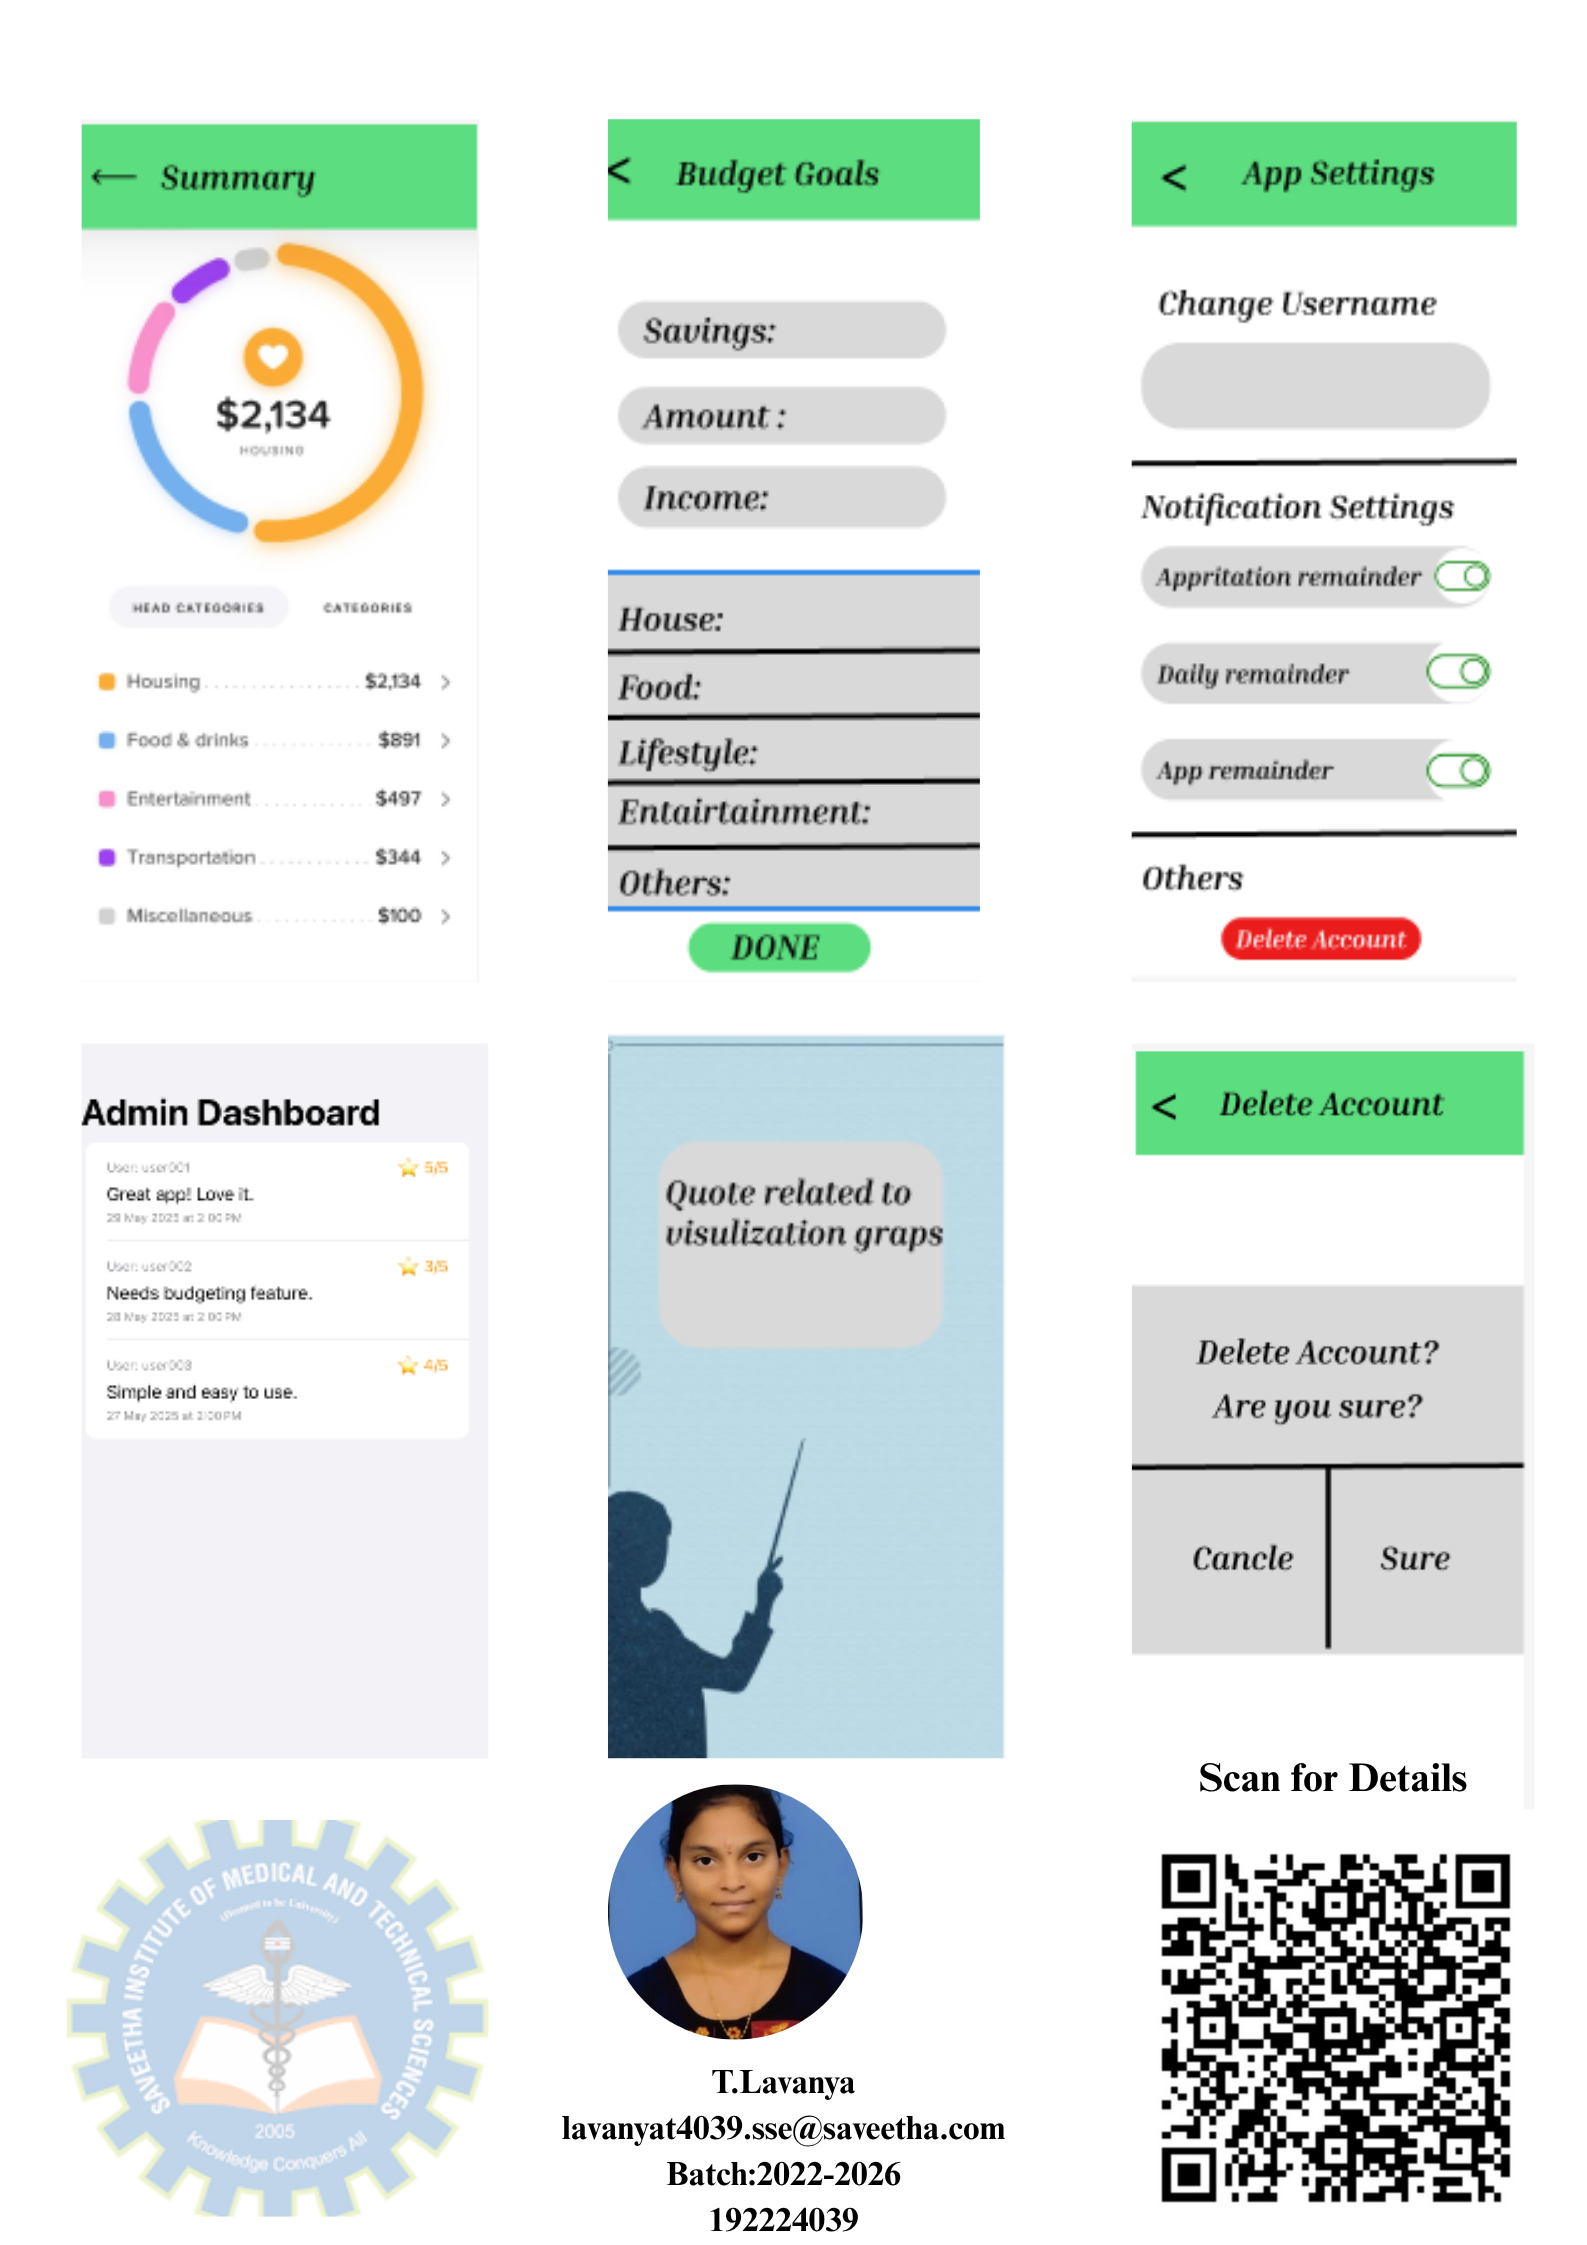 Summary
$2,134
HOUSING
HEAD CATEGORIES CATEGORIES
Housing $2,134
Food & drinks $891
Entertainment $497
Transportation $344
Miscellaneous $100
Budget Goals
Savings:
Amount :
Income:
House:
Food:
Lifestyle:
Entairtainment:
Others:
DONE
App Settings
Change Username
Notification Settings
Appritation remainder
Daily remainder
App remainder
Others
Delete Account
Admin Dashboard
User: user001 5/5
Great app! Love it.
29 May 2025 at 2:00 PM
User: user002 3/5
Needs budgeting feature.
28 May 2025 at 2:00 PM
User: user003 4/5
Simple and easy to use.
27 May 2025 at 2:00 PM
Quote related to
visulization graps
Delete Account
Delete Account?
Are you sure?
Cancle Sure
SAVEETHA INSTITUTE OF MEDICAL AND TECHNICAL SCIENCES
(Deemed to be University)
2005
Knowledge Conquers All
T.Lavanya
lavanyat4039.sse@saveetha.com
Batch:2022-2026
192224039
Scan for Details